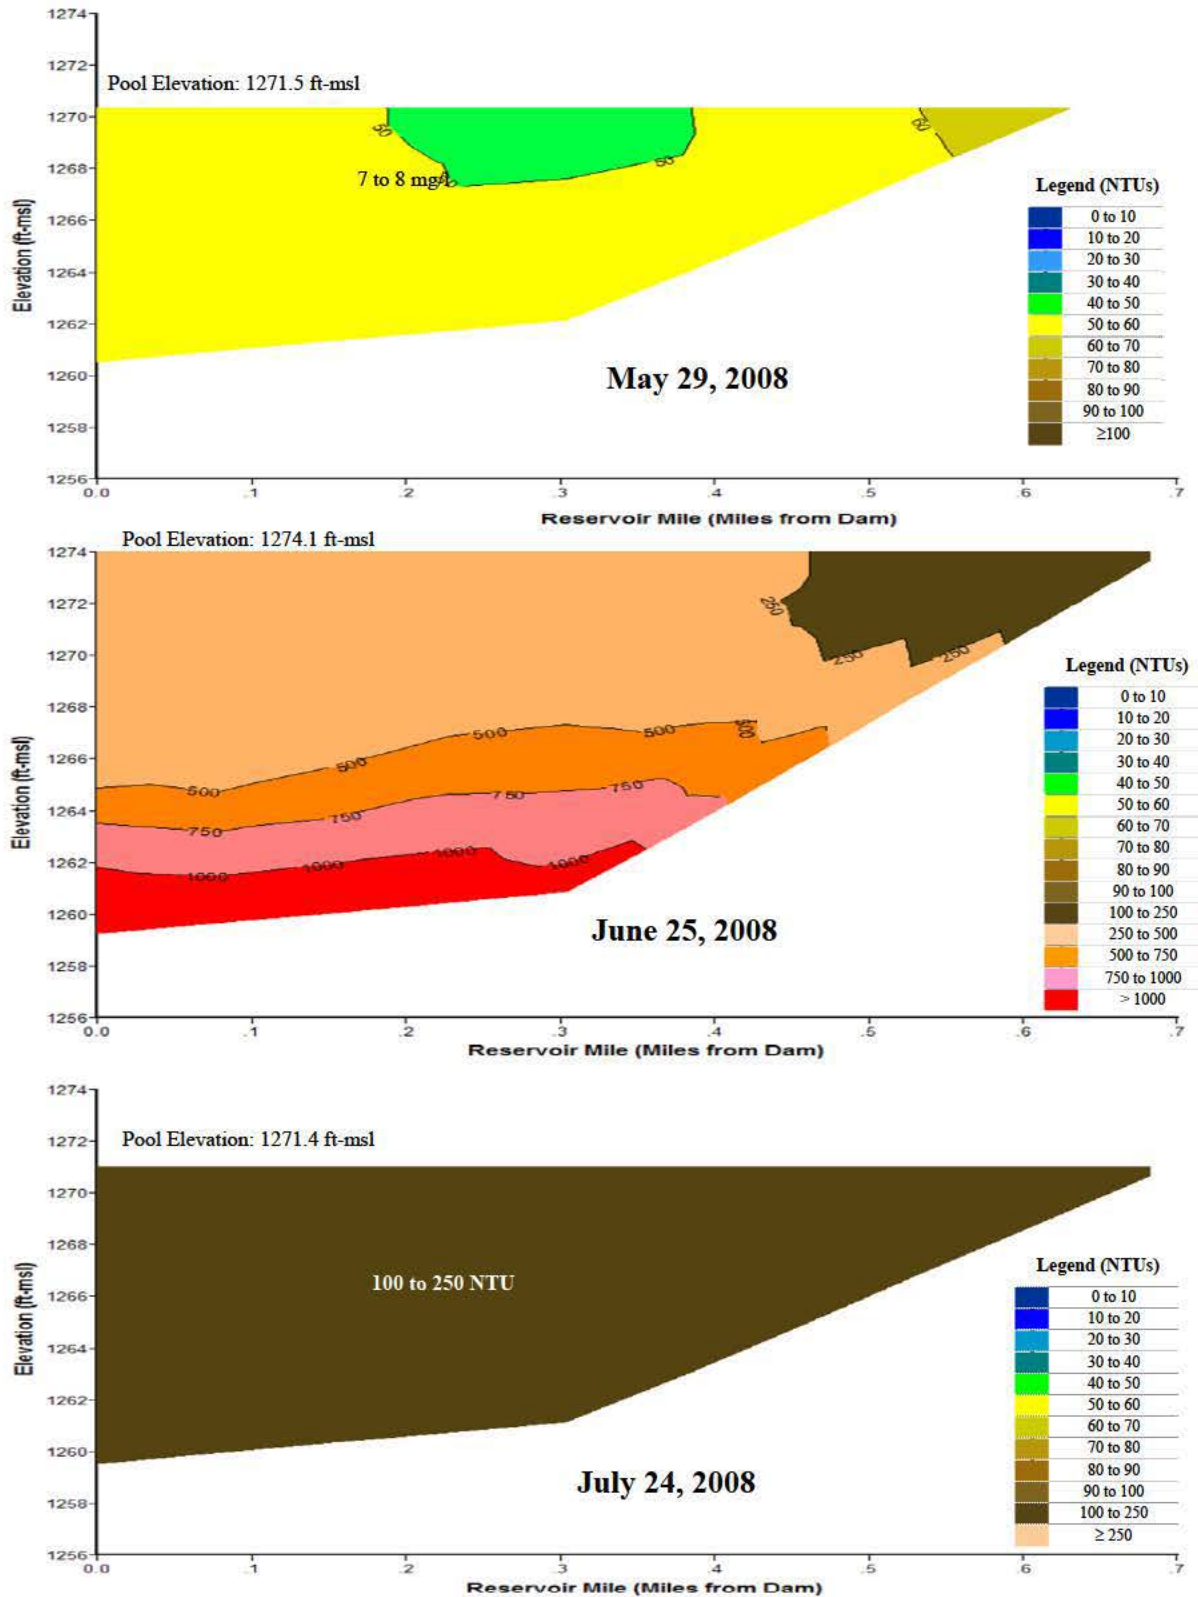 1274
1272
Pool Elevation: 1271.5 ft-msl
1270
50
60
1268
50
7 to 8 mg/l
1266
1264
1262
1260
1258
1256
Elevation (ft-msl)
May 29, 2008
Legend (NTUs)
0 to 10
10 to 20
20 to 30
30 to 40
40 to 50
50 to 60
60 to 70
70 to 80
80 to 90
90 to 100
≥100
0.0 .1 .2 .3 .4 .5 .6 .7
Reservoir Mile (Miles from Dam)
Pool Elevation: 1274.1 ft-msl
1274
1272
1270
1268
1266
1264
1262
1260
1258
1256
Elevation (ft-msl)
250
250 250
500 500 500 500 500
750 750 750 750
1000 1000 1000 1000
June 25, 2008
Legend (NTUs)
0 to 10
10 to 20
20 to 30
30 to 40
40 to 50
50 to 60
60 to 70
70 to 80
80 to 90
90 to 100
100 to 250
250 to 500
500 to 750
750 to 1000
> 1000
0.0 .1 .2 .3 .4 .5 .6 .7
Reservoir Mile (Miles from Dam)
1274
1272
Pool Elevation: 1271.4 ft-msl
1270
1268
1266
1264
1262
1260
1258
1256
Elevation (ft-msl)
100 to 250 NTU
July 24, 2008
Legend (NTUs)
0 to 10
10 to 20
20 to 30
30 to 40
40 to 50
50 to 60
60 to 70
70 to 80
80 to 90
90 to 100
100 to 250
≥ 250
0.0 .1 .2 .3 .4 .5 .6 .7
Reservoir Mile (Miles from Dam)